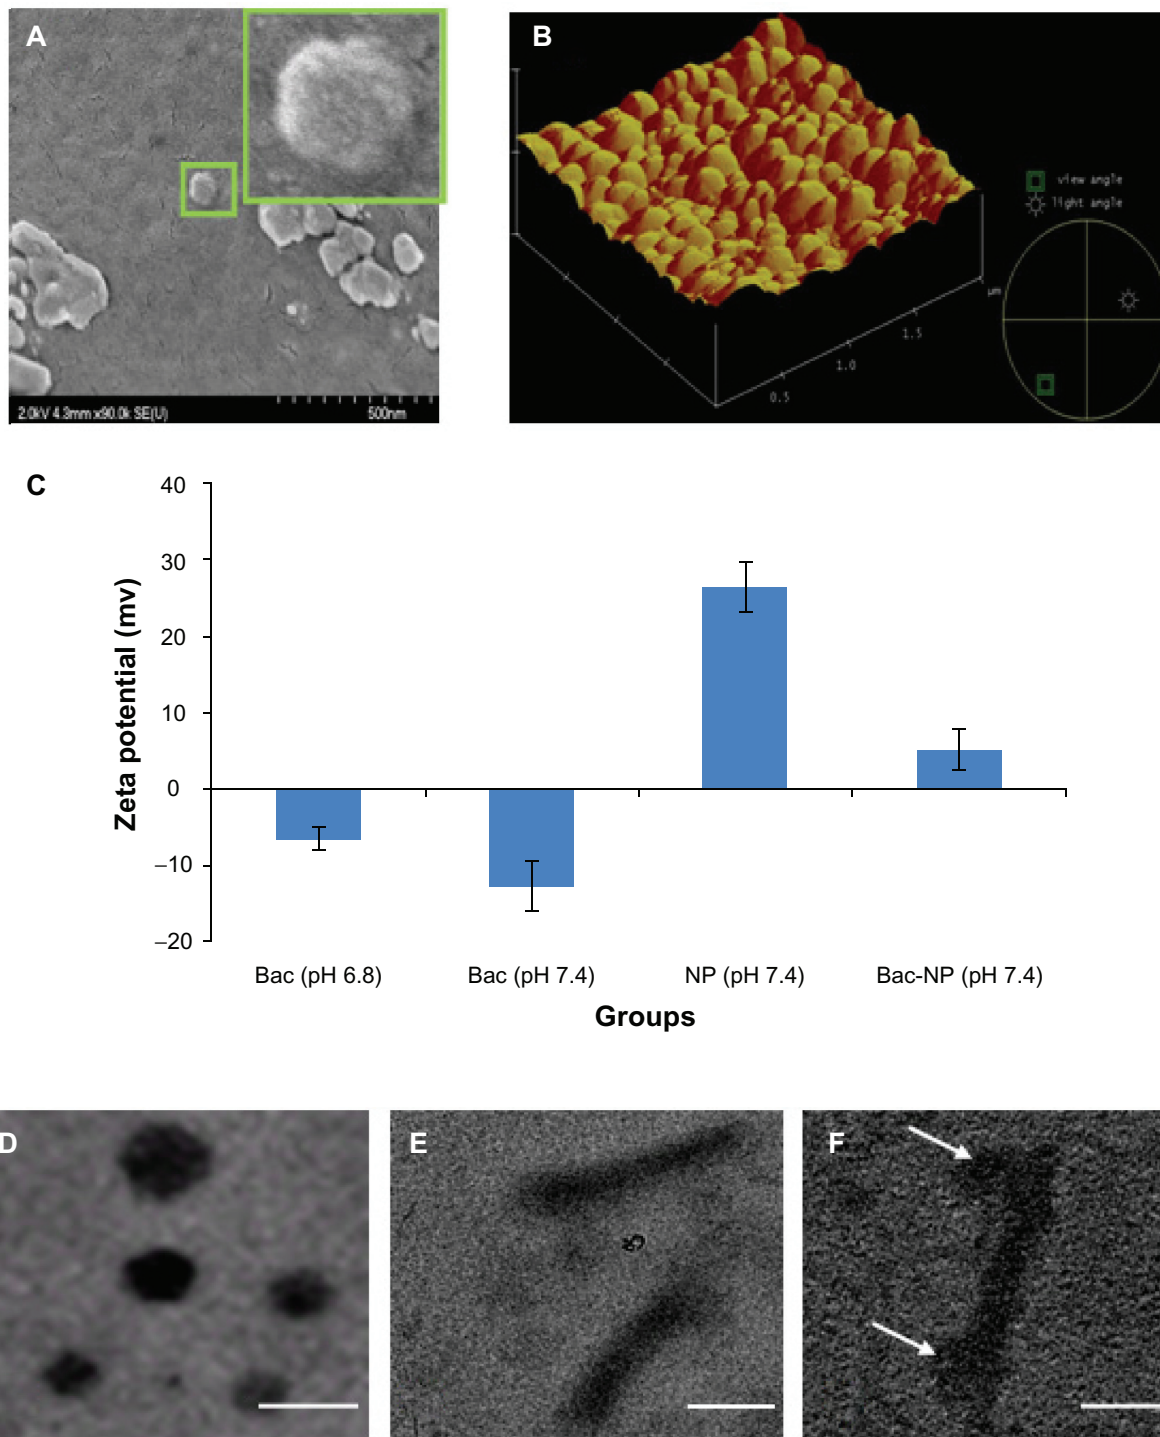 A
2.0kV 4.3mm x90.0k SE(U)
500nm
B
view angle
light angle
µm
1.5
1.0
0.5
C
Zeta potential (mv)
40
30
20
10
0
−10
−20
Bac (pH 6.8)
Bac (pH 7.4)
NP (pH 7.4)
Bac-NP (pH 7.4)
Groups
D
E
F